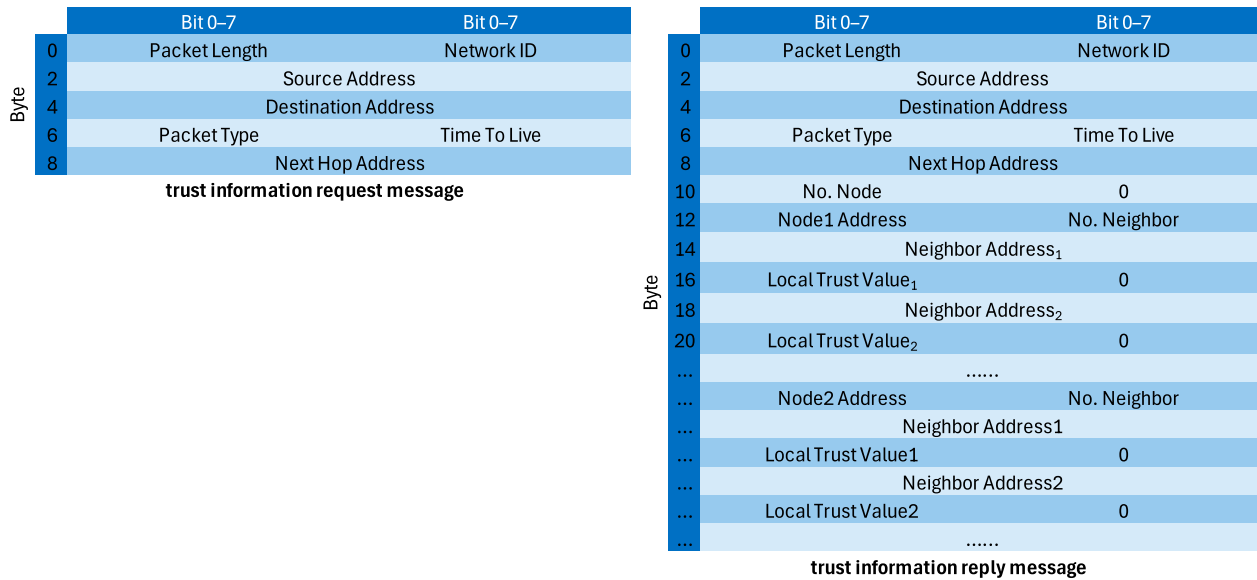 Bit 0–7 Bit 0–7
0 Packet Length Network ID
2 Source Address
4 Destination Address
6 Packet Type Time To Live
8 Next Hop Address
Byte
trust information request message
Bit 0–7 Bit 0–7
0 Packet Length Network ID
2 Source Address
4 Destination Address
6 Packet Type Time To Live
8 Next Hop Address
10 No. Node 0
12 Node1 Address No. Neighbor
14 Neighbor Address₁
16 Local Trust Value₁ 0
18 Neighbor Address₂
20 Local Trust Value₂ 0
... ......
... Node2 Address No. Neighbor
... Neighbor Address1
... Local Trust Value1 0
... Neighbor Address2
... Local Trust Value2 0
... ......
Byte
trust information reply message